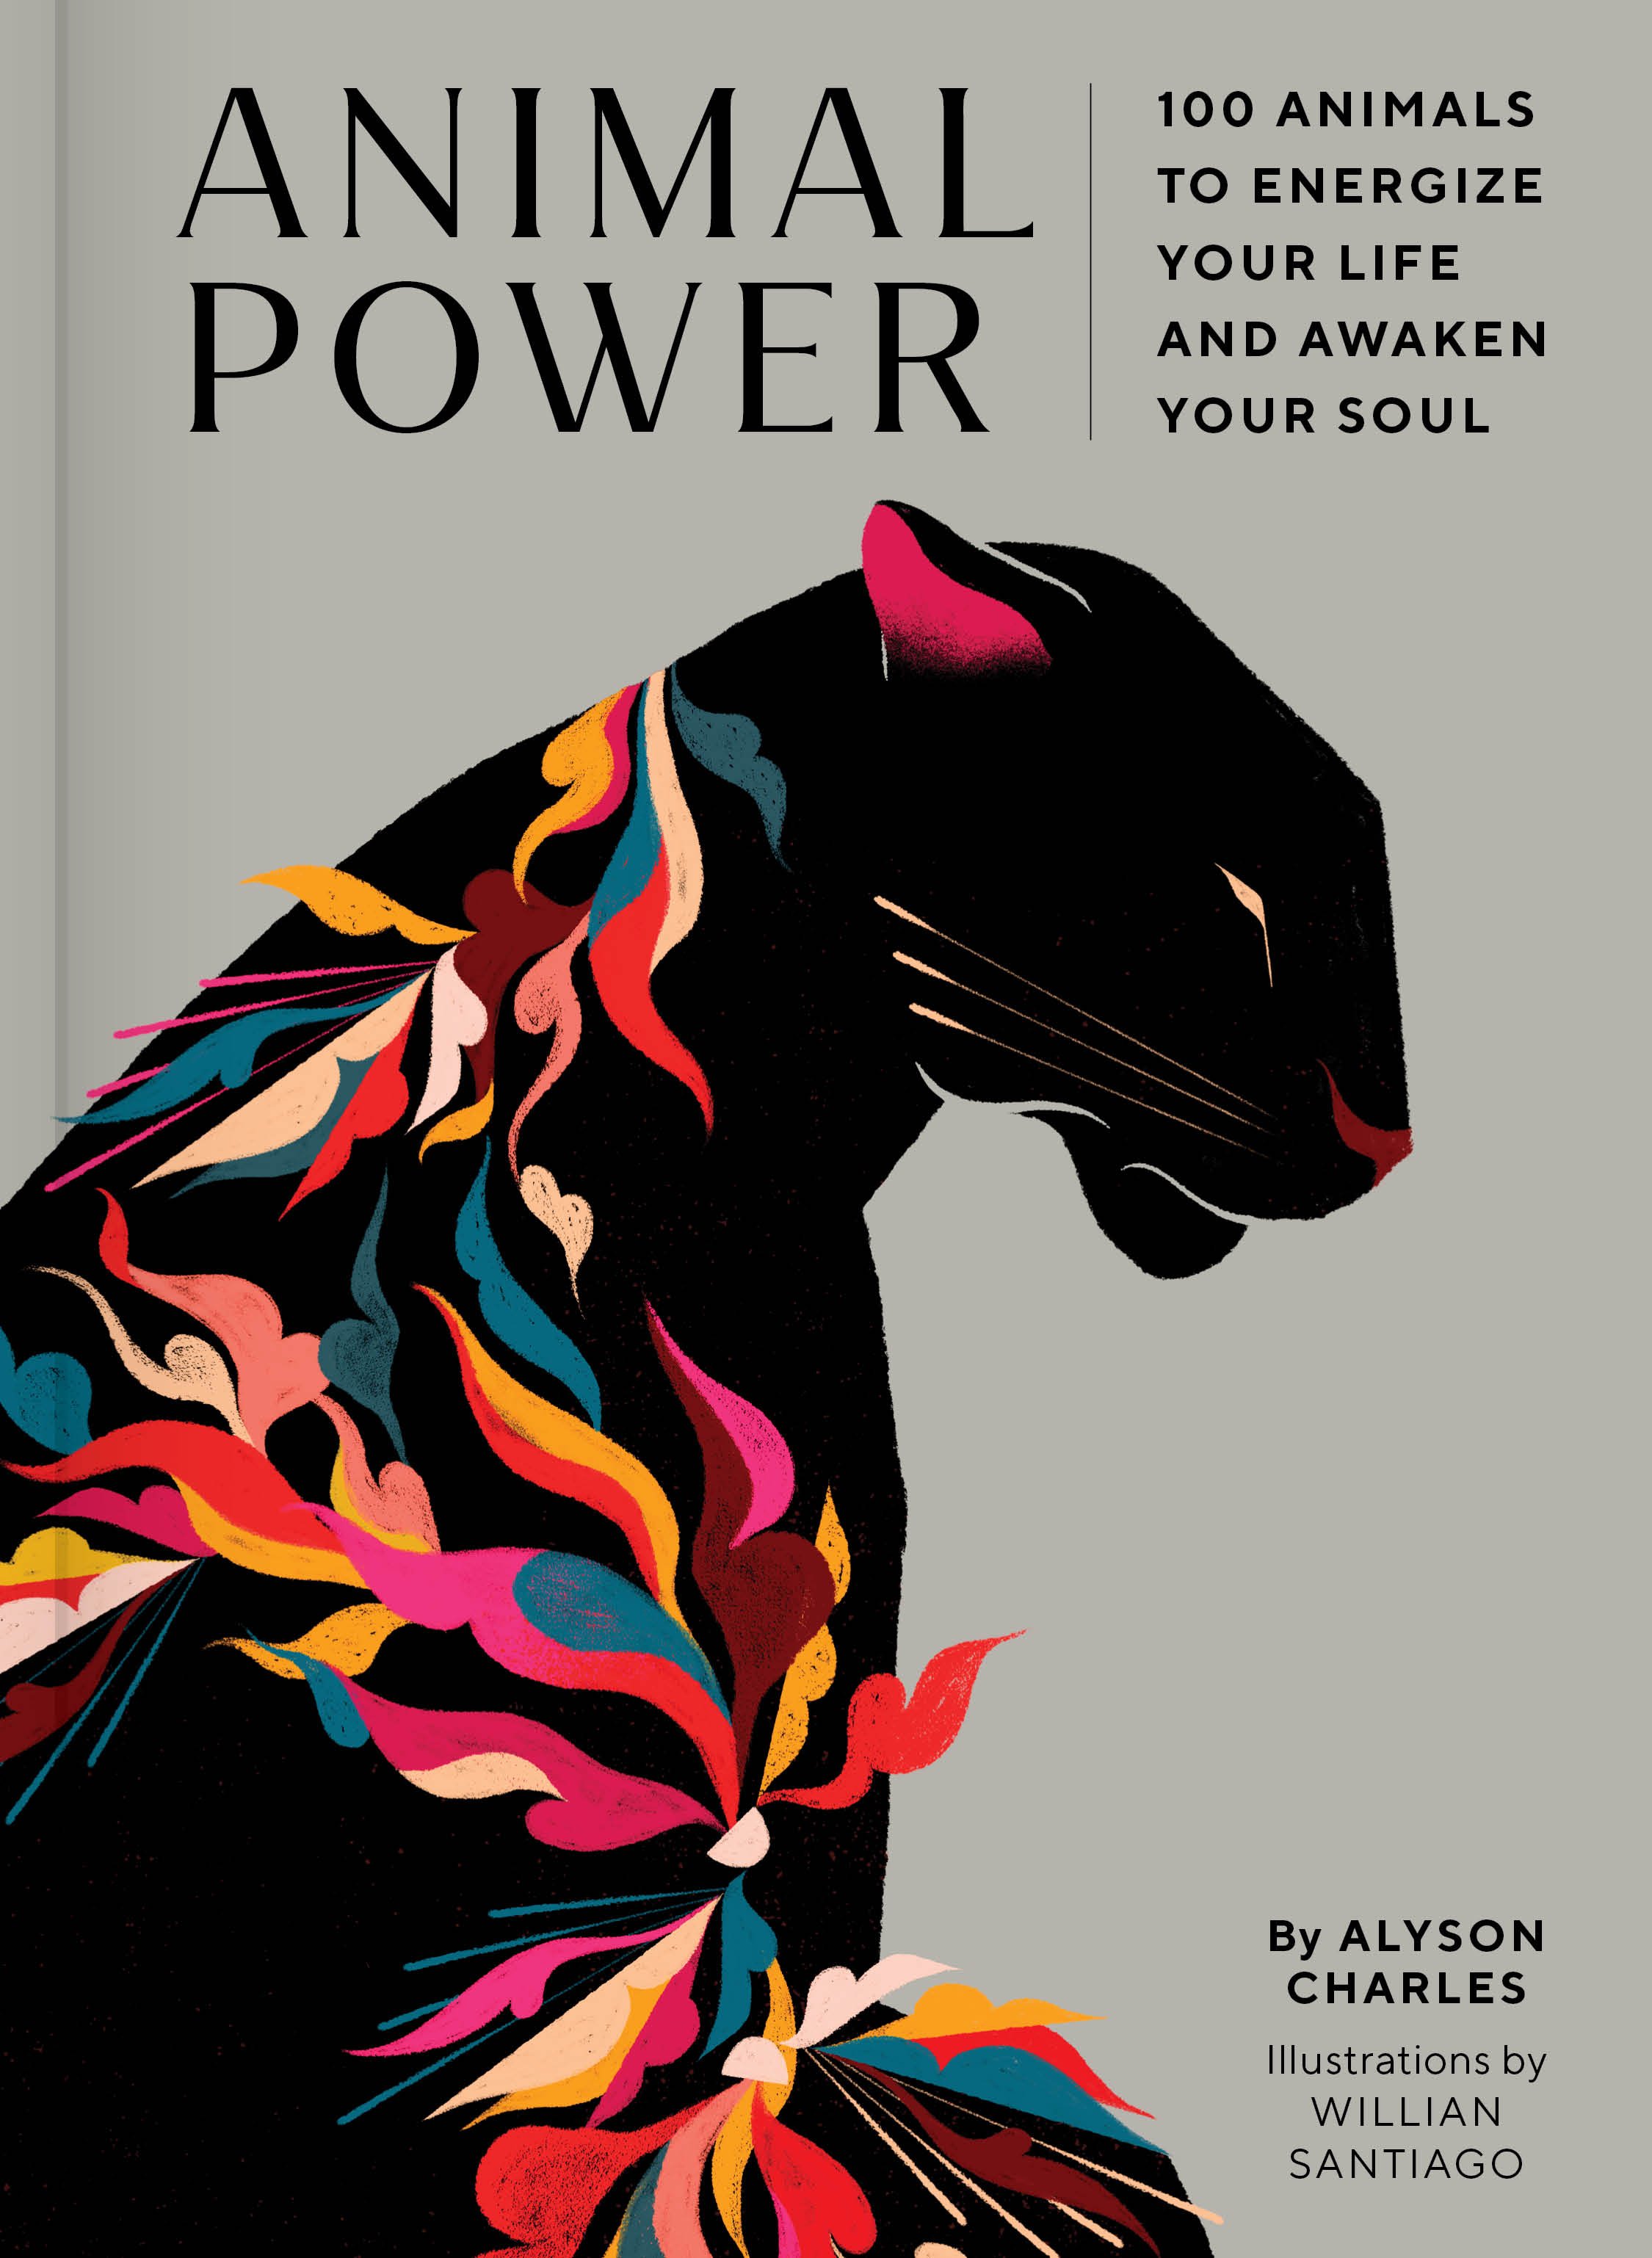 ANIMAL
POWER
100 ANIMALS
TO ENERGIZE
YOUR LIFE
AND AWAKEN
YOUR SOUL
By ALYSON
CHARLES
Illustrations by
WILLIAN
SANTIAGO